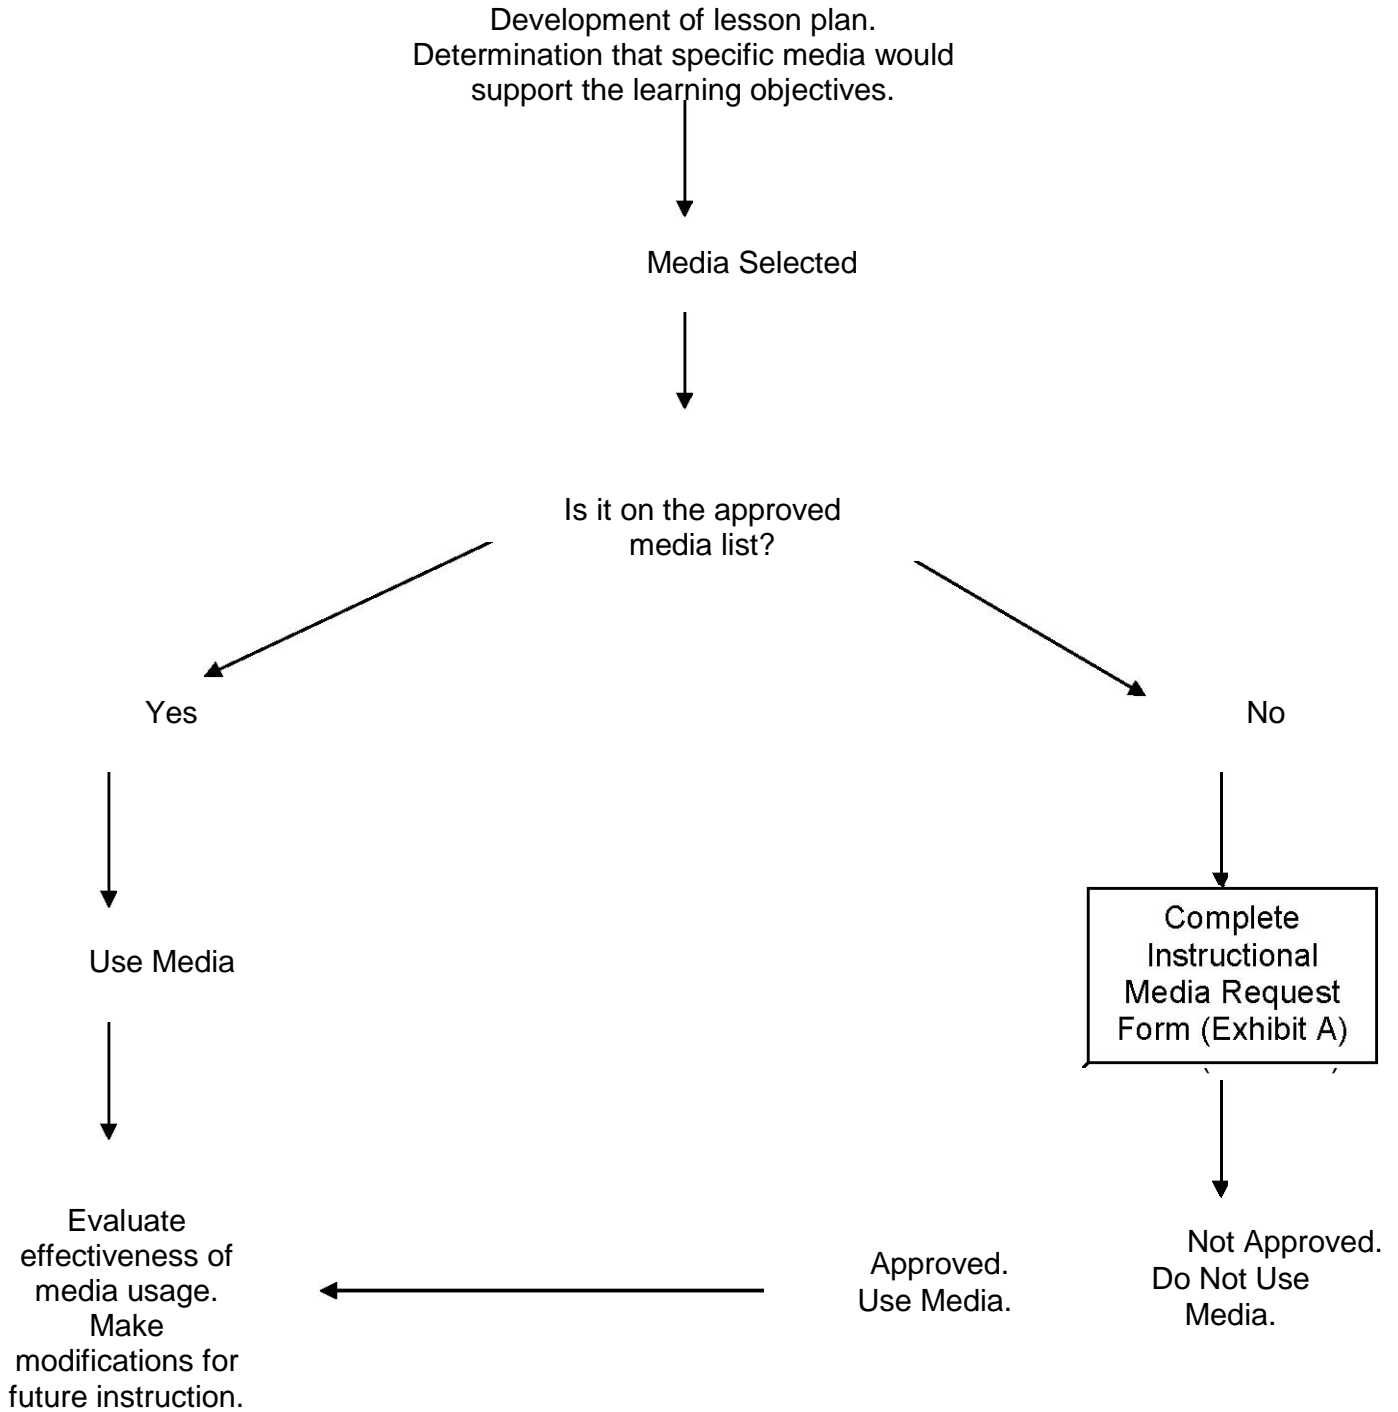 Development of lesson plan.
Determination that specific media would
support the learning objectives.
Media Selected
Is it on the approved
media list?
Yes
No
Use Media
Complete
Instructional
Media Request
Form (Exhibit A)
Evaluate
effectiveness of
media usage.
Make
modifications for
future instruction.
Approved.
Use Media.
Not Approved.
Do Not Use
Media.